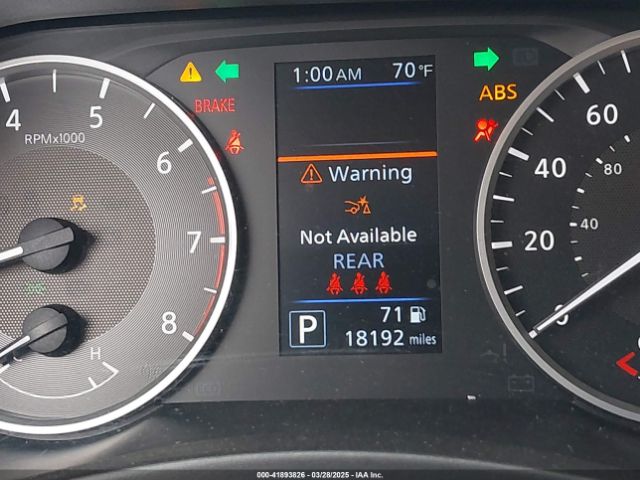 1:00 AM 70°F
BRAKE
ABS
4 5 6 7 8
RPMx1000
H
Warning
Not Available
REAR
P
71
18192 miles
0 20 40 60
40 80
000-41893826 - 03/28/2025 - IAA Inc.